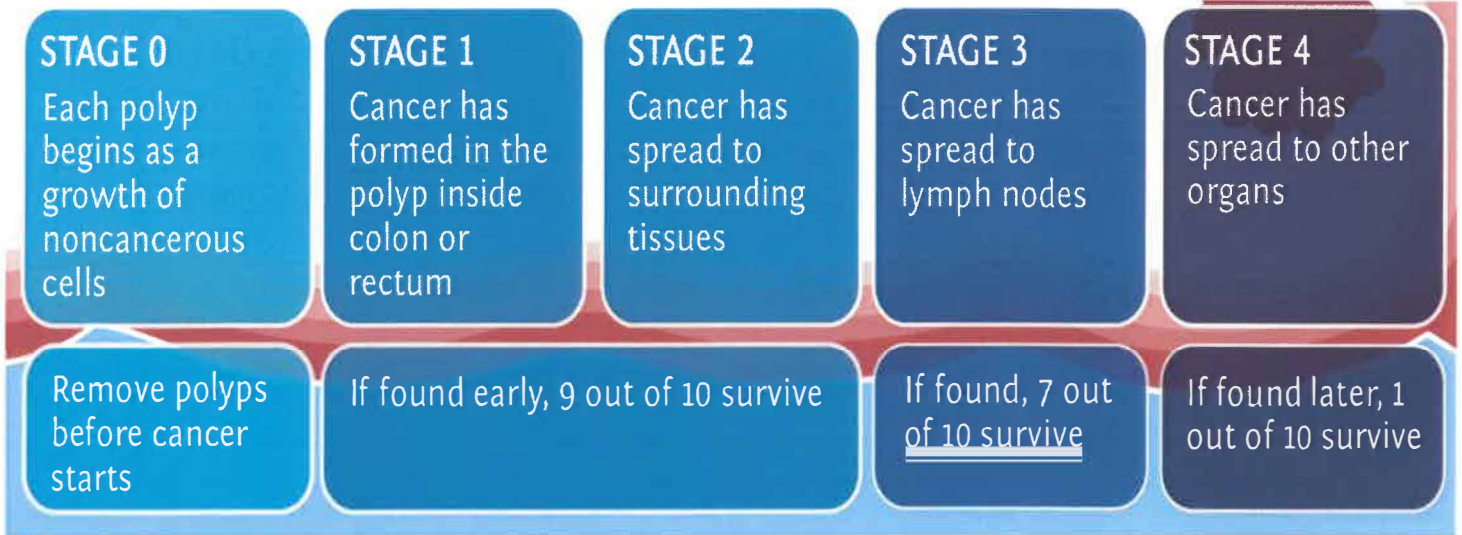 STAGE 0
Each polyp
begins as a
growth of
noncancerous
cells
STAGE 1
Cancer has
formed in the
polyp inside
colon or
rectum
STAGE 2
Cancer has
spread to
surrounding
tissues
STAGE 3
Cancer has
spread to
lymph nodes
STAGE 4
Cancer has
spread to other
organs
Remove polyps
before cancer
starts
If found early, 9 out of 10 survive
If found, 7 out
of 10 survive
If found later, 1
out of 10 survive